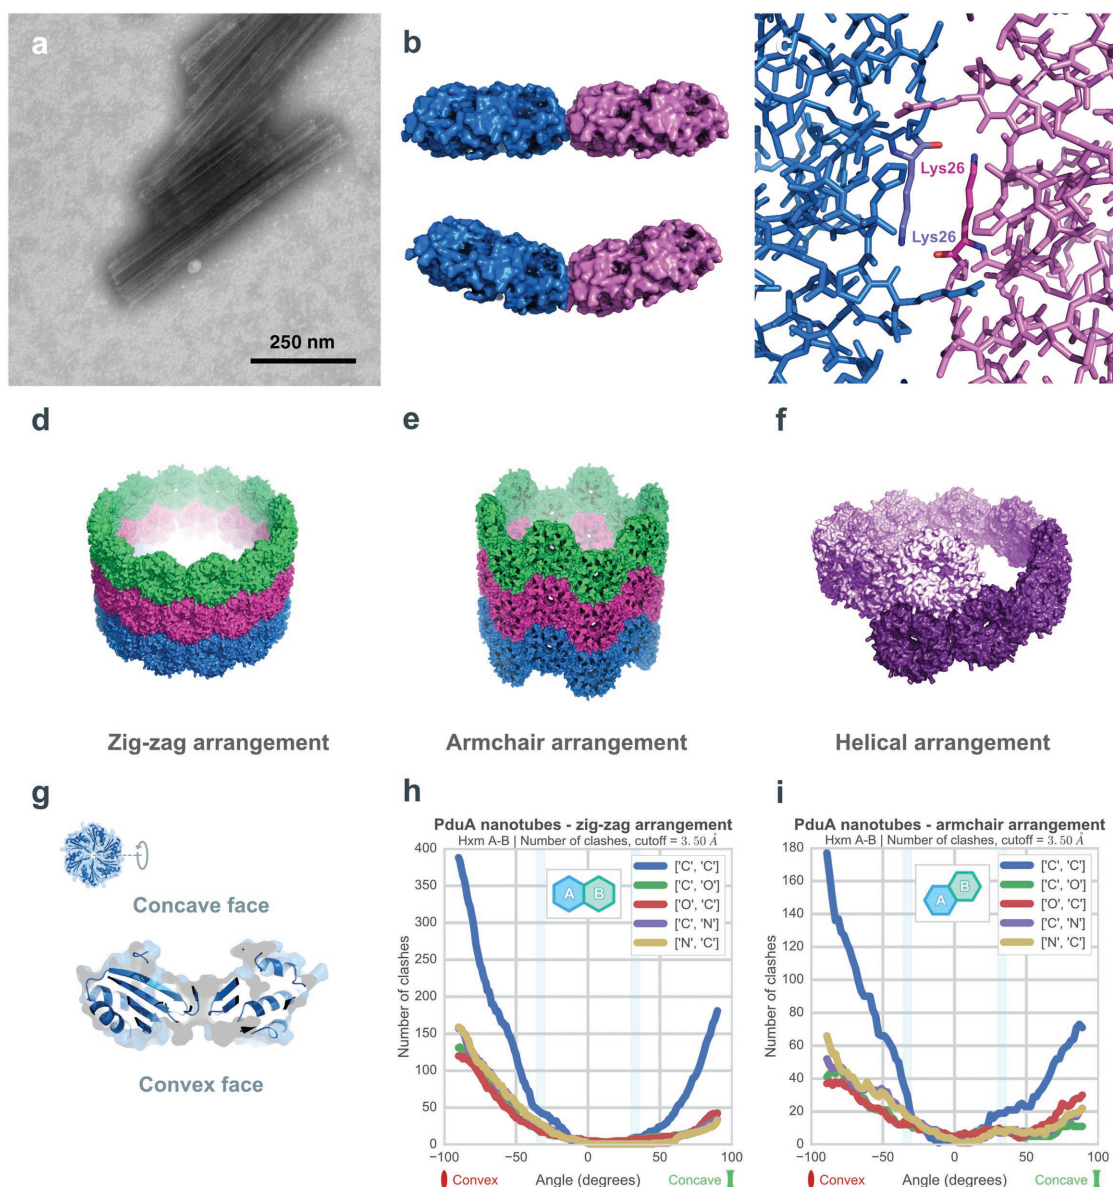 a
250 nm
b
c
Lys26
Lys26
d
e
f
Zig-zag arrangement
Armchair arrangement
Helical arrangement
g
Concave face
Convex face
h
PduA nanotubes - zig-zag arrangement
Hxm A-B | Number of clashes, cutoff = 3.50 Å
400
350
300
250
200
150
100
50
0
Number of clashes
['C', 'C']
['C', 'O']
['O', 'C']
['C', 'N']
['N', 'C']
A B
−100 −50 0 50 100
Convex Angle (degrees) Concave
i
PduA nanotubes - armchair arrangement
Hxm A-B | Number of clashes, cutoff = 3.50 Å
180
160
140
120
100
80
60
40
20
0
Number of clashes
['C', 'C']
['C', 'O']
['O', 'C']
['C', 'N']
['N', 'C']
A B
−100 −50 0 50 100
Convex Angle (degrees) Concave